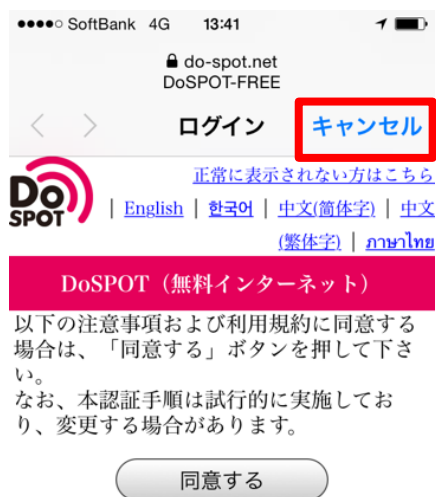 SoftBank 4G 13:41
do-spot.net
DoSPOT-FREE
ログイン キャンセル
Do SPOT
正常に表示されない方はこちら
| English | 한국어 | 中文(简体字) | 中文
(繁体字) | ภาษาไทย
DoSPOT（無料インターネット）
以下の注意事項および利用規約に同意する
場合は、「同意する」ボタンを押して下さ
い。
なお、本認証手順は試行的に実施してお
り、変更する場合があります。
同意する